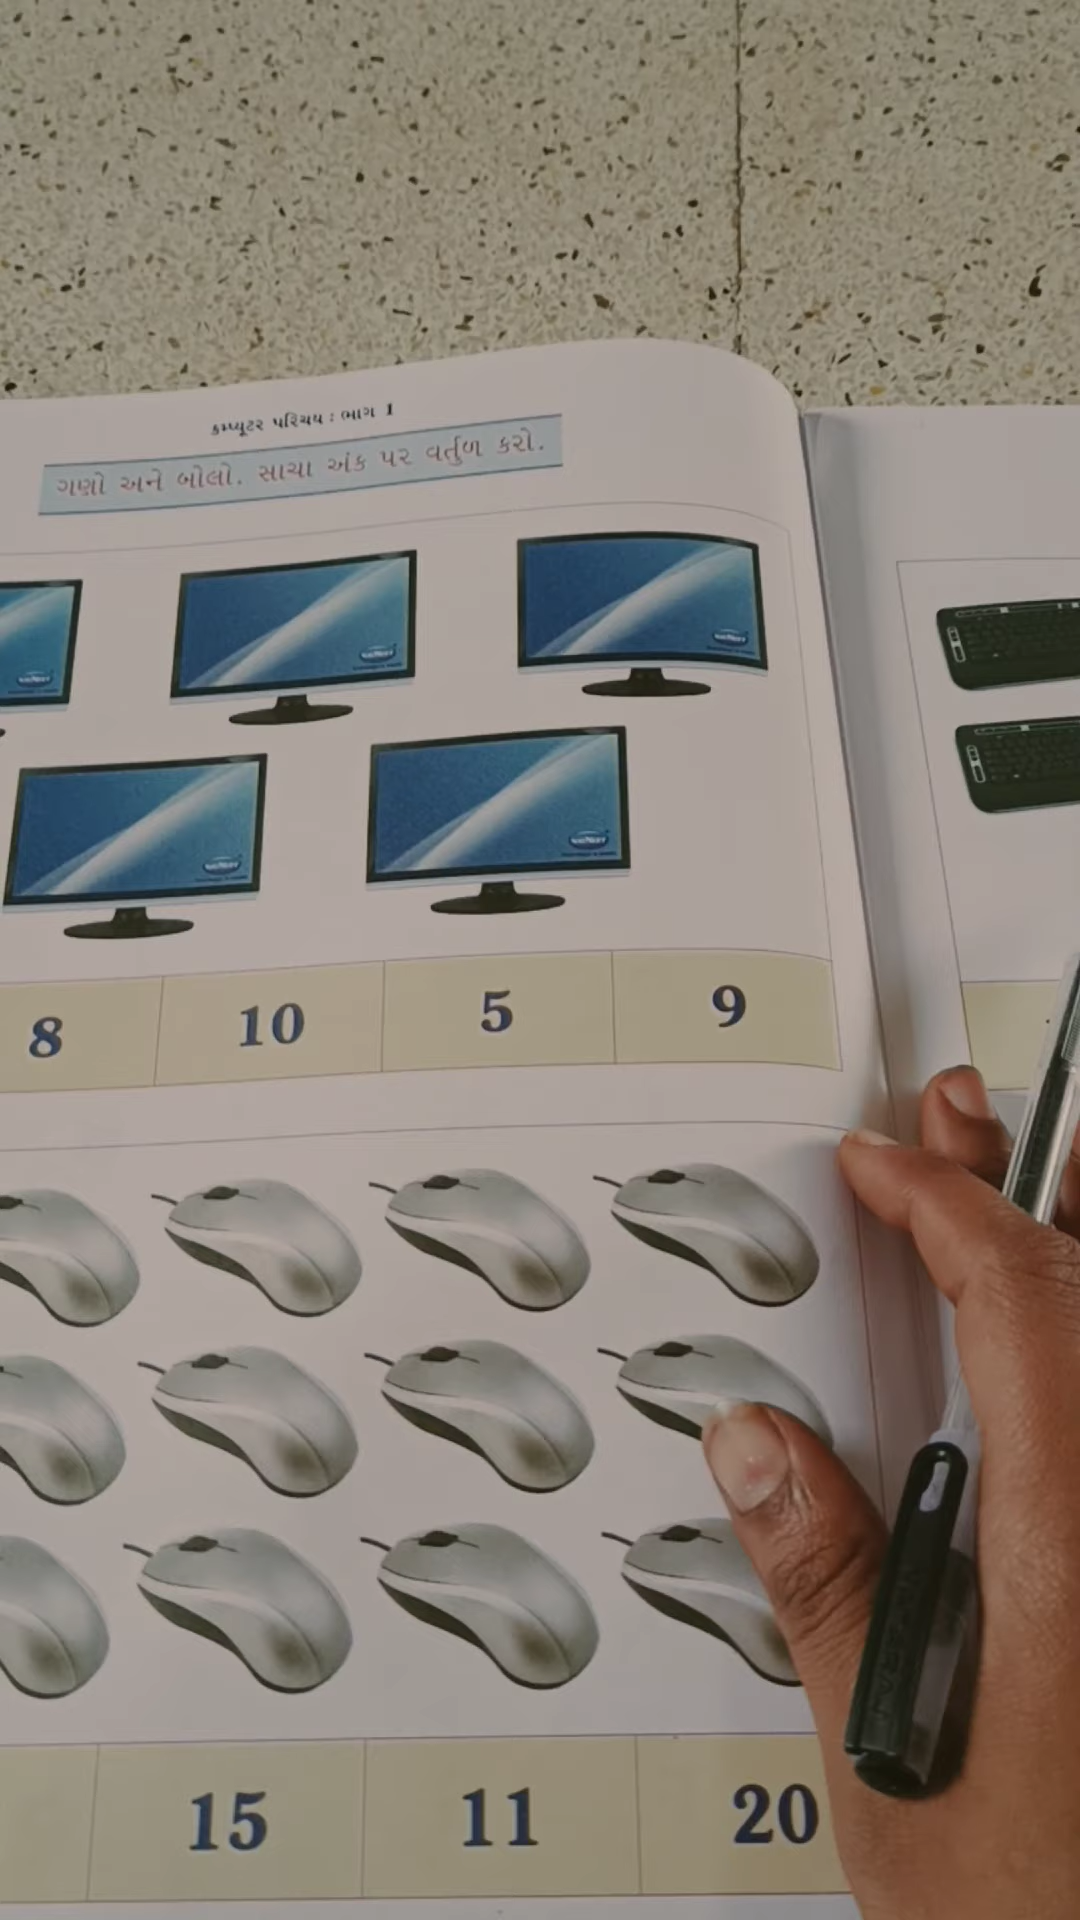 કમ્પ્યૂટર પરિચય : ભાગ 1
ગણો અને બોલો. સાચા અંક પર વર્તુળ કરો.
8 10 5 9
15 11 20